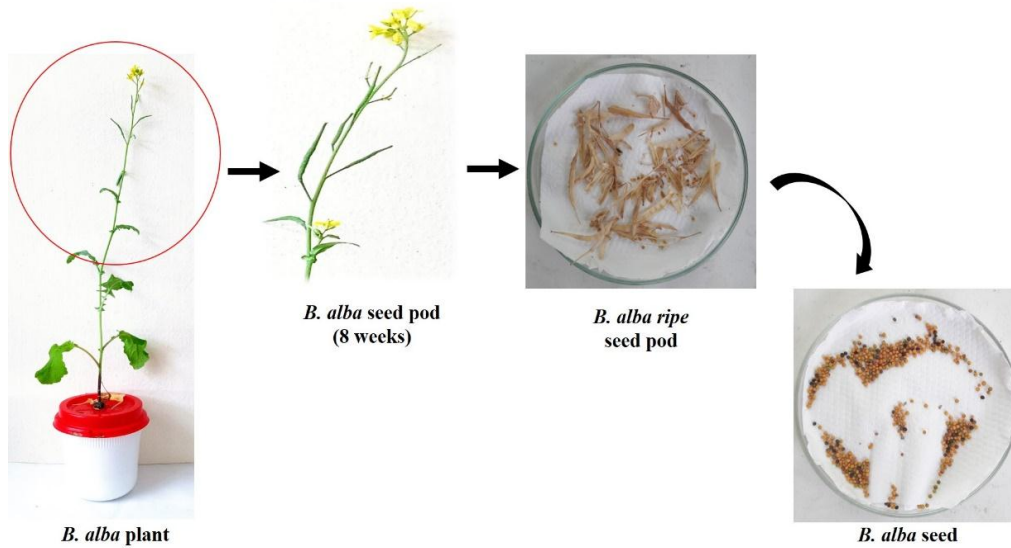 B. alba plant
B. alba seed pod
(8 weeks)
B. alba ripe
seed pod
B. alba seed